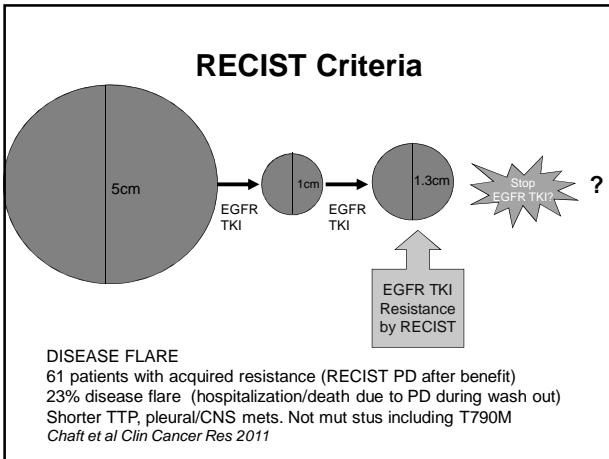 RECIST Criteria
5cm
EGFR
TKI
1cm
EGFR
TKI
1.3cm
Stop
EGFR TKI?
?
EGFR TKI
Resistance
by RECIST
DISEASE FLARE
61 patients with acquired resistance (RECIST PD after benefit)
23% disease flare (hospitalization/death due to PD during wash out)
Shorter TTP, pleural/CNS mets. Not mut stus including T790M
Chaft et al Clin Cancer Res 2011